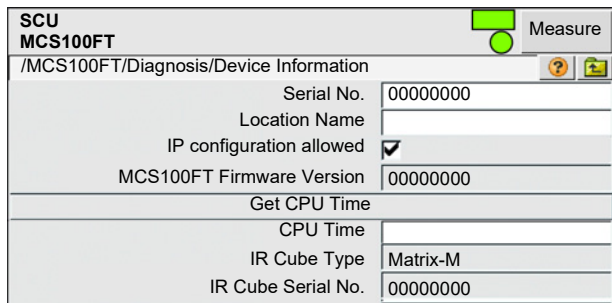 SCU
MCS100FT
Measure
/MCS100FT/Diagnosis/Device Information
?
Serial No. 00000000
Location Name
IP configuration allowed
MCS100FT Firmware Version 00000000
Get CPU Time
CPU Time
IR Cube Type Matrix-M
IR Cube Serial No. 00000000